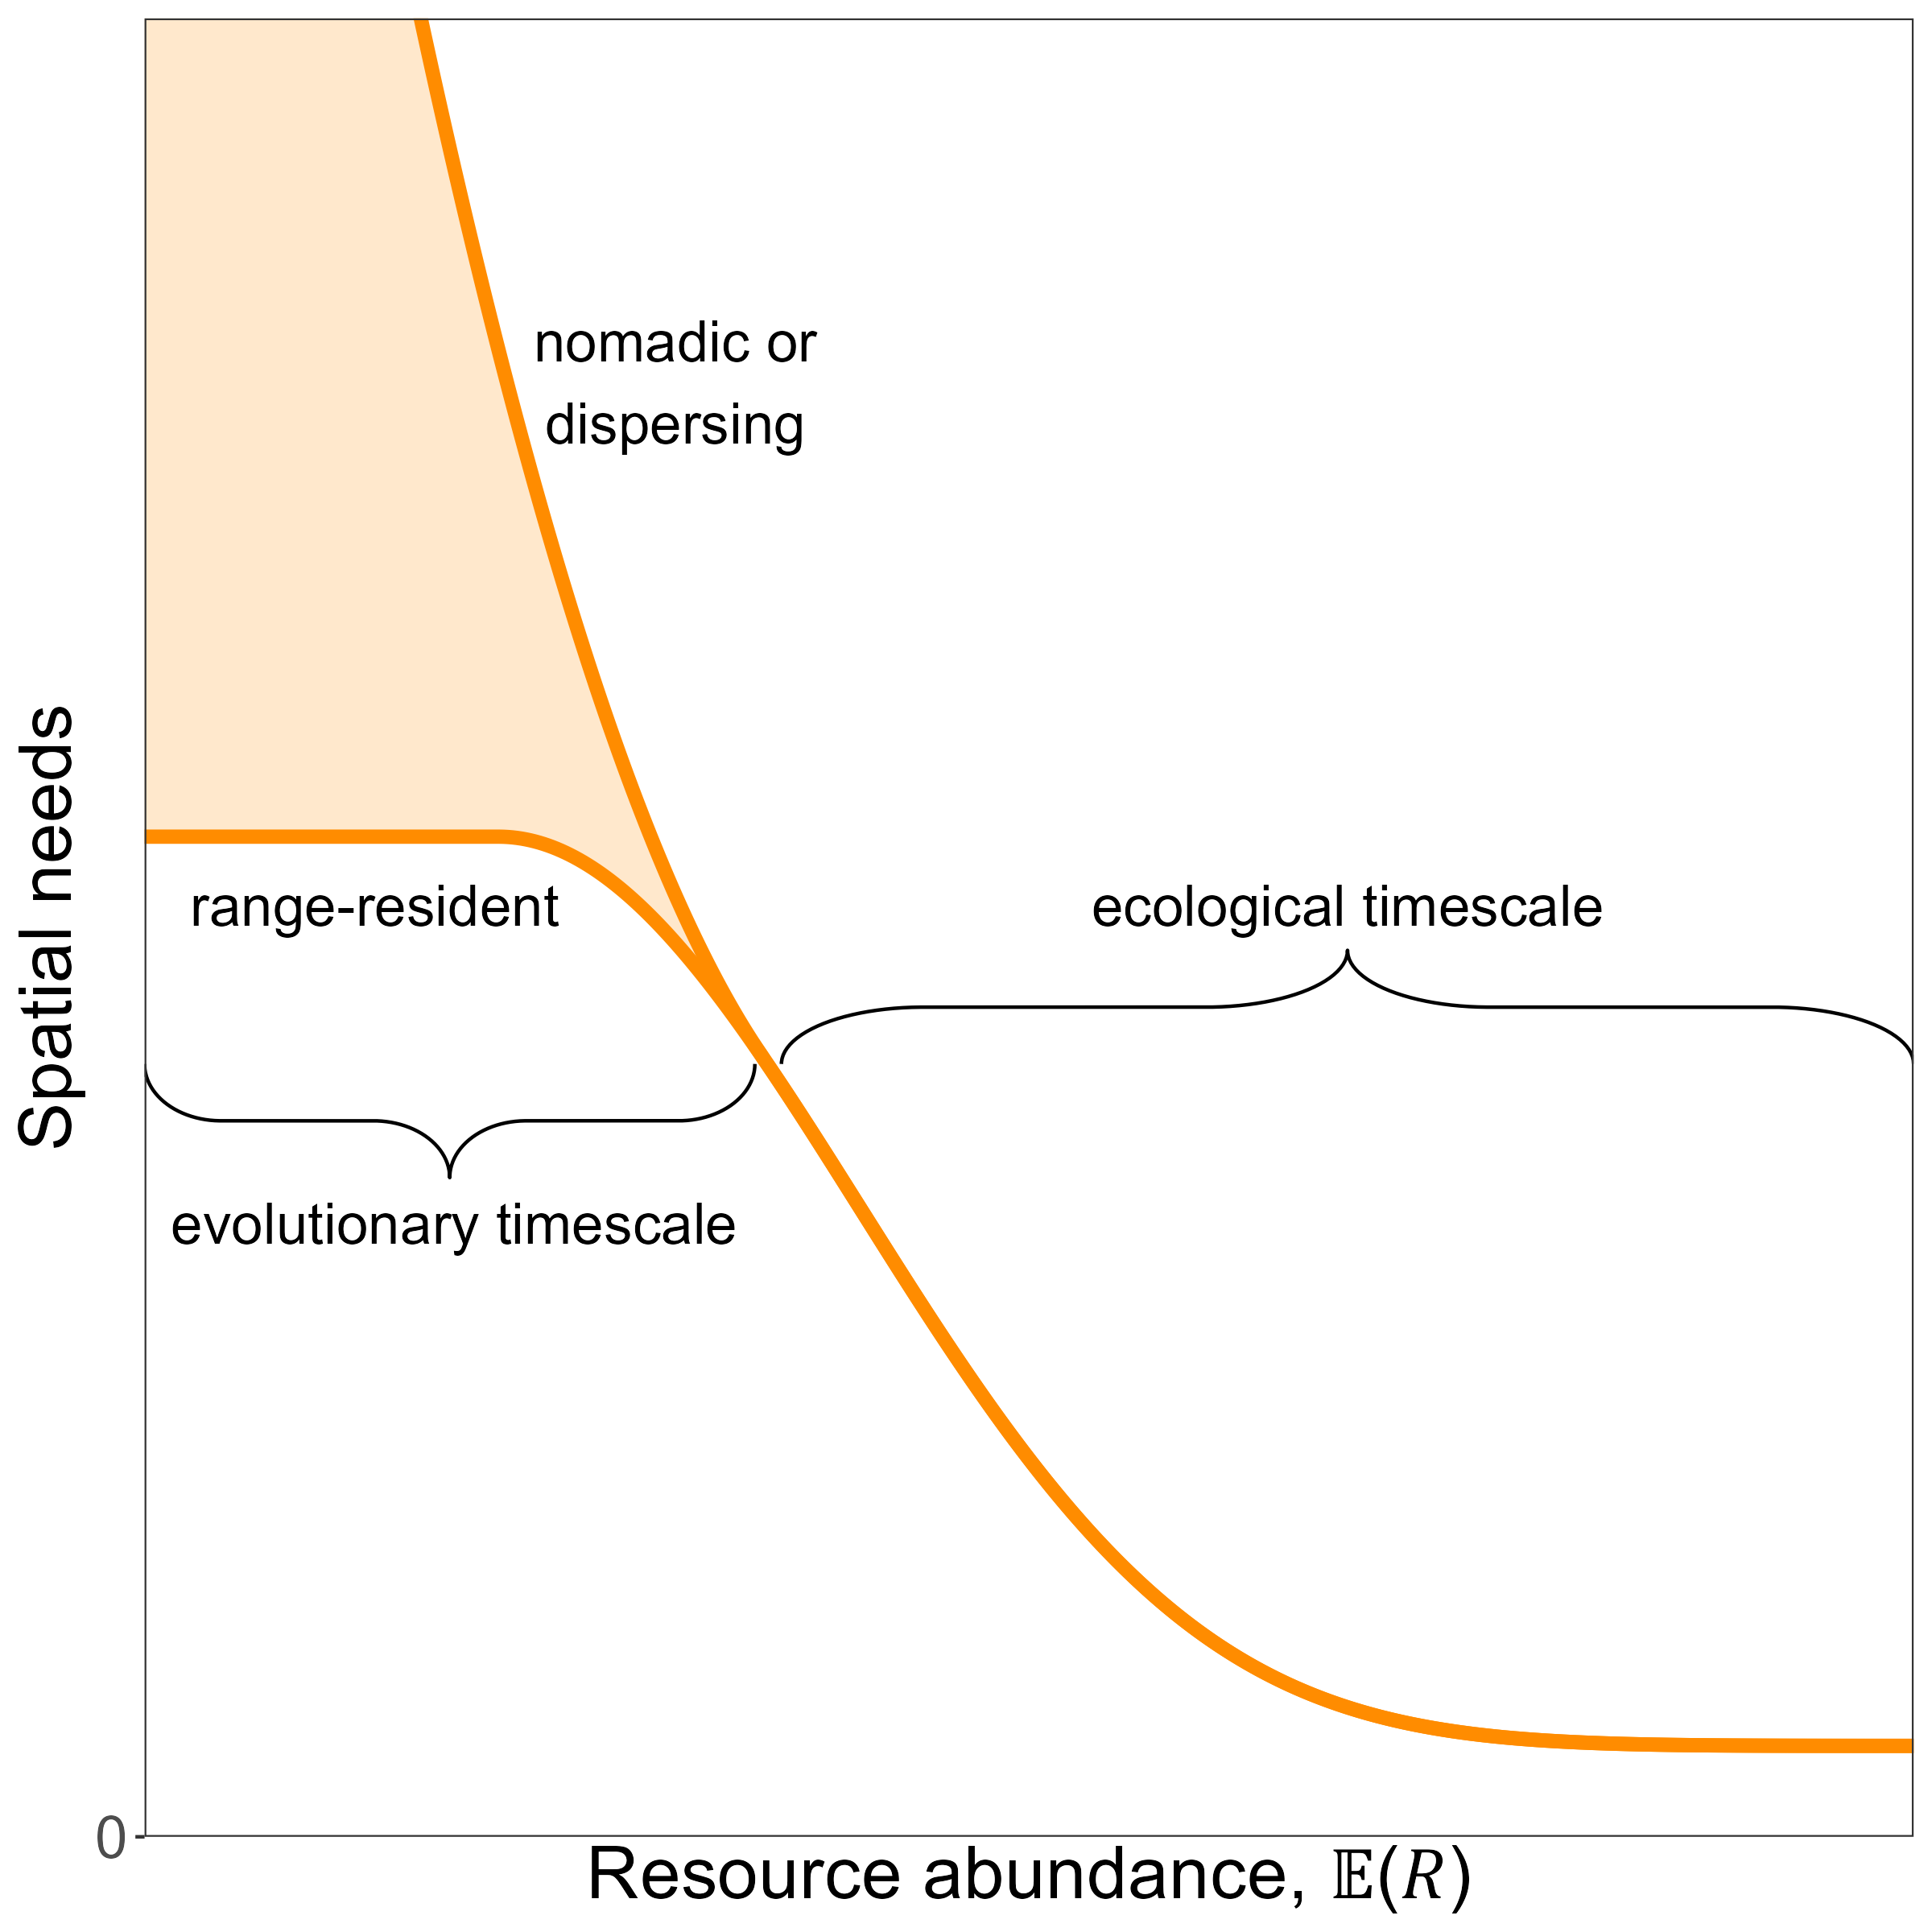 nomadic or
dispersing
range-resident
ecological timescale
evolutionary timescale
Spatial needs
0
Resource abundance, 𝔼(𝑅)